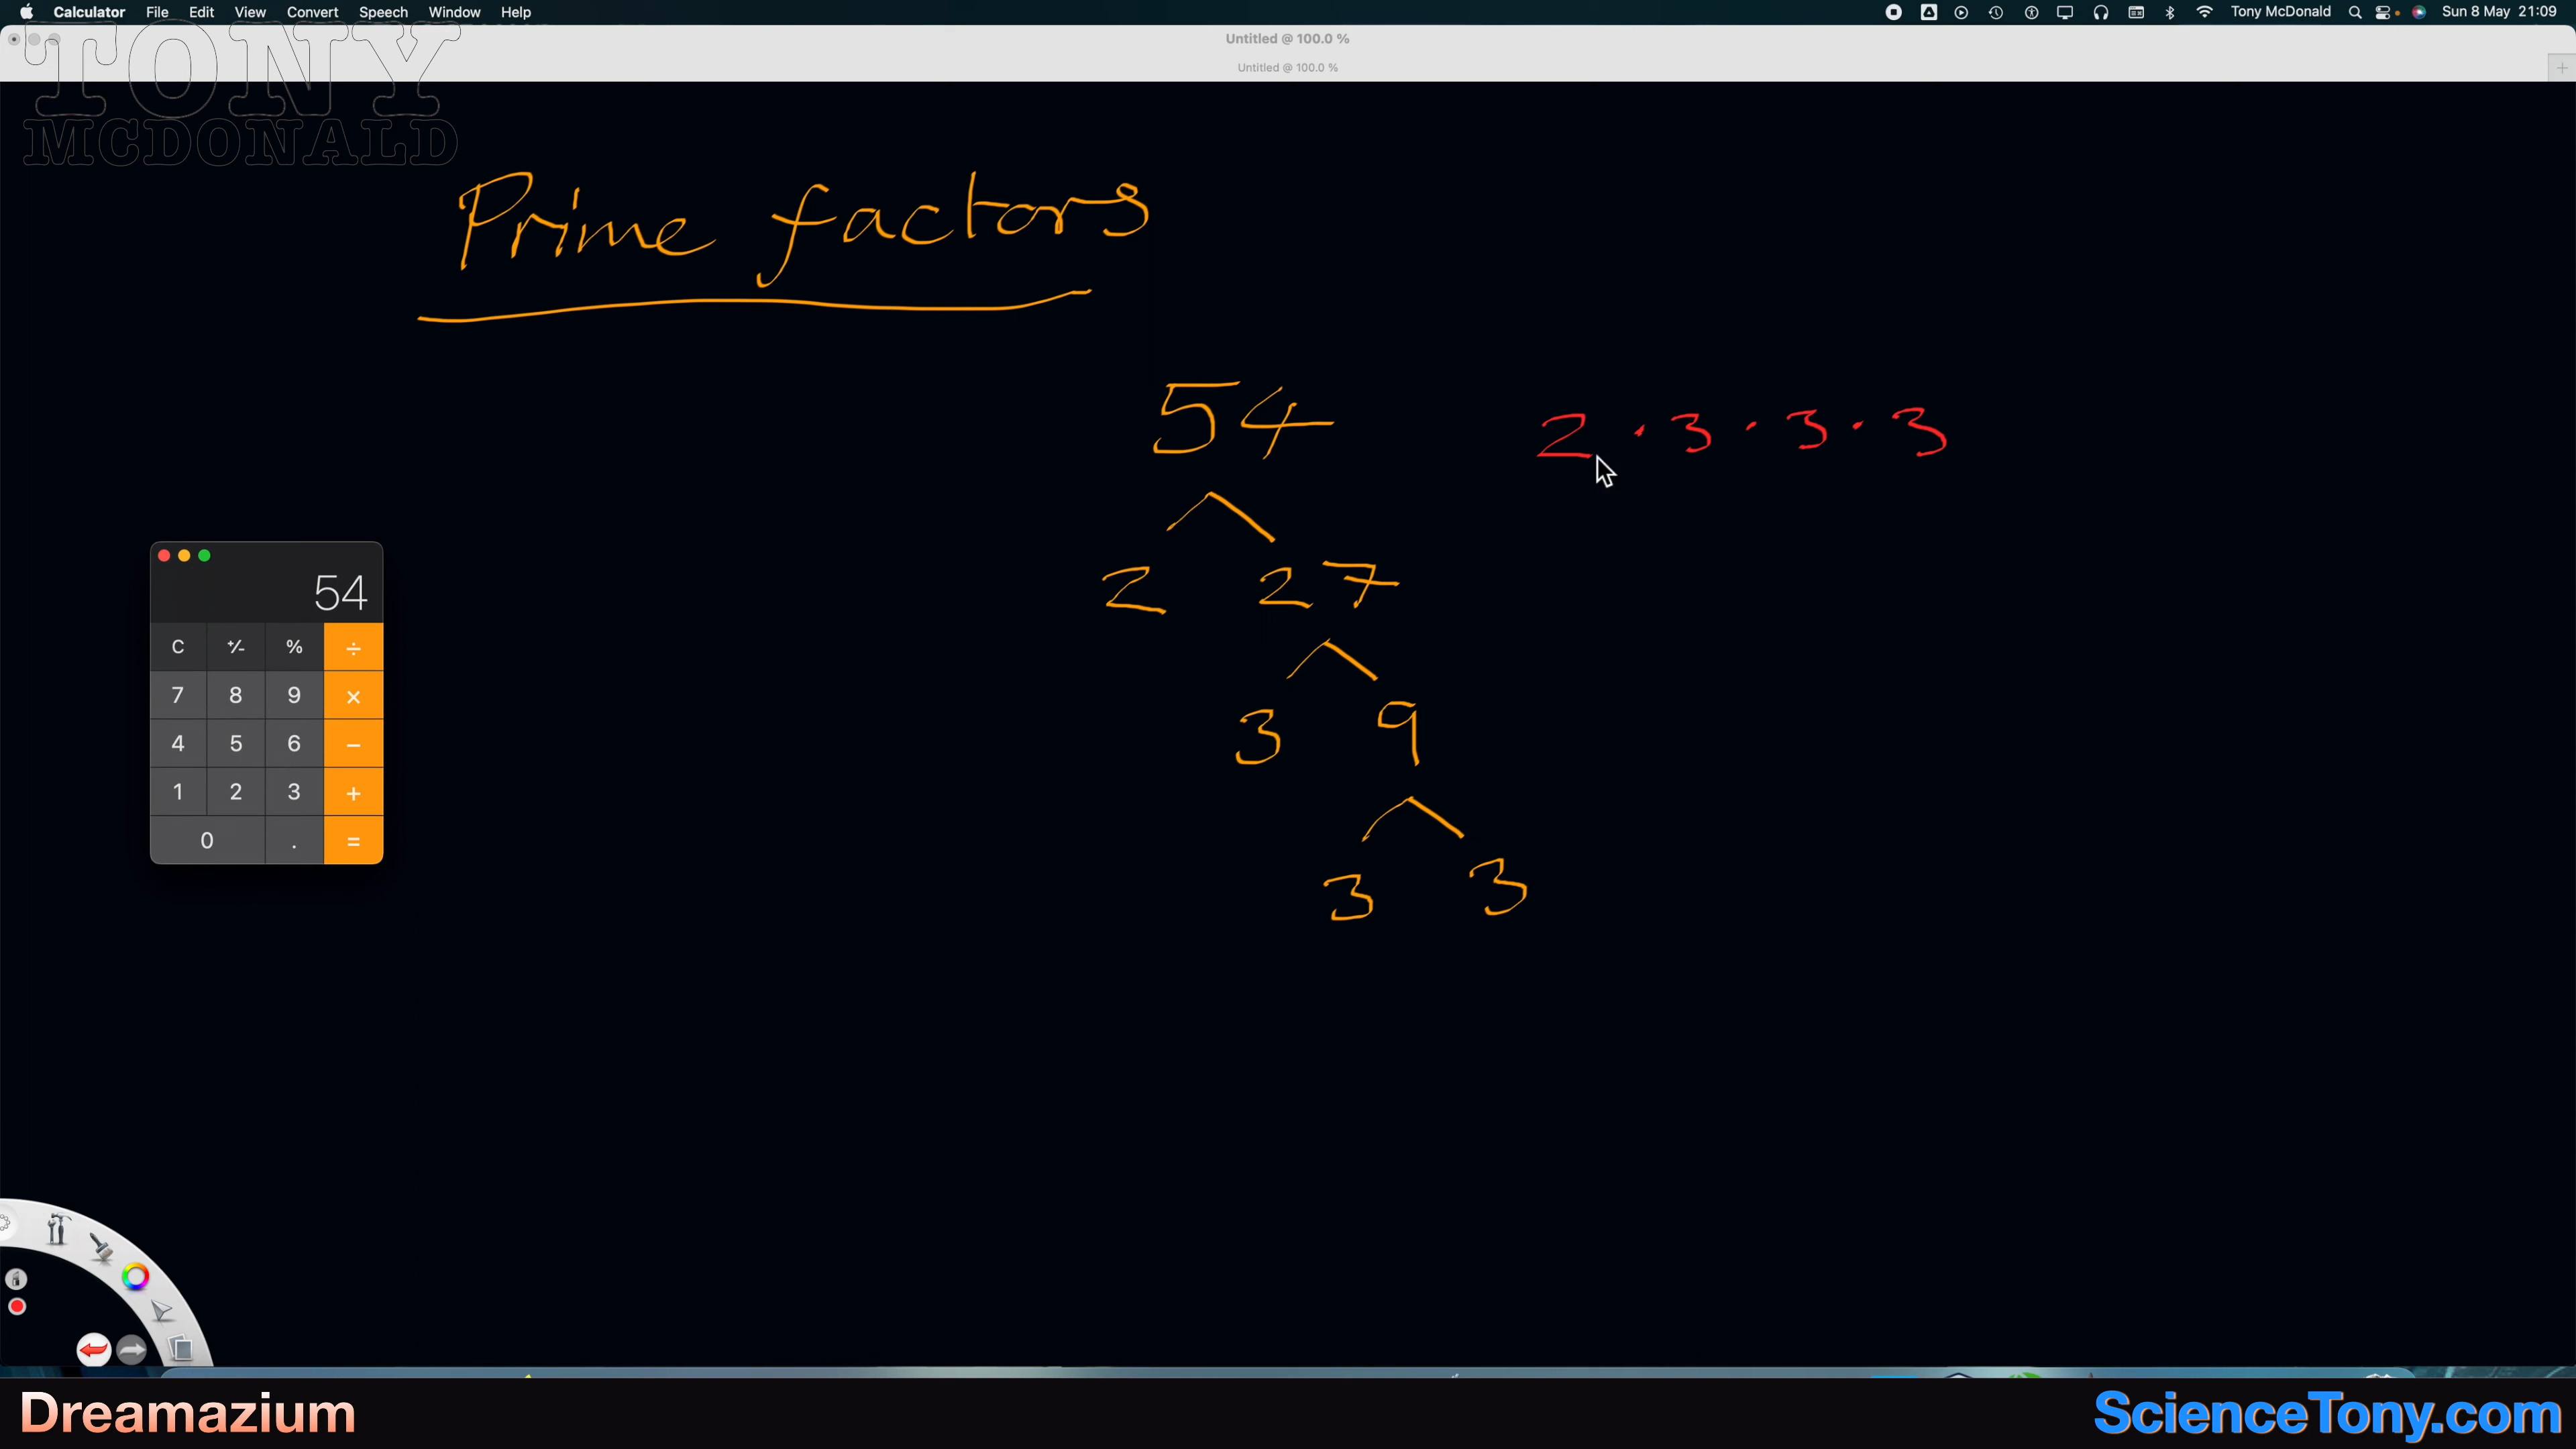 Calculator File Edit View Convert Speech Window Help Tony McDonald Sun 8 May 21:09
Untitled @ 100.0 %
Untitled @ 100.0 %
TONY
MCDONALD
Prime factors
54 2 · 3 · 3 · 3
2 27
3 9
3 3
54
C +/- % ÷
7 8 9 ×
4 5 6 −
1 2 3 +
0 . =
Dreamazium
ScienceTony.com